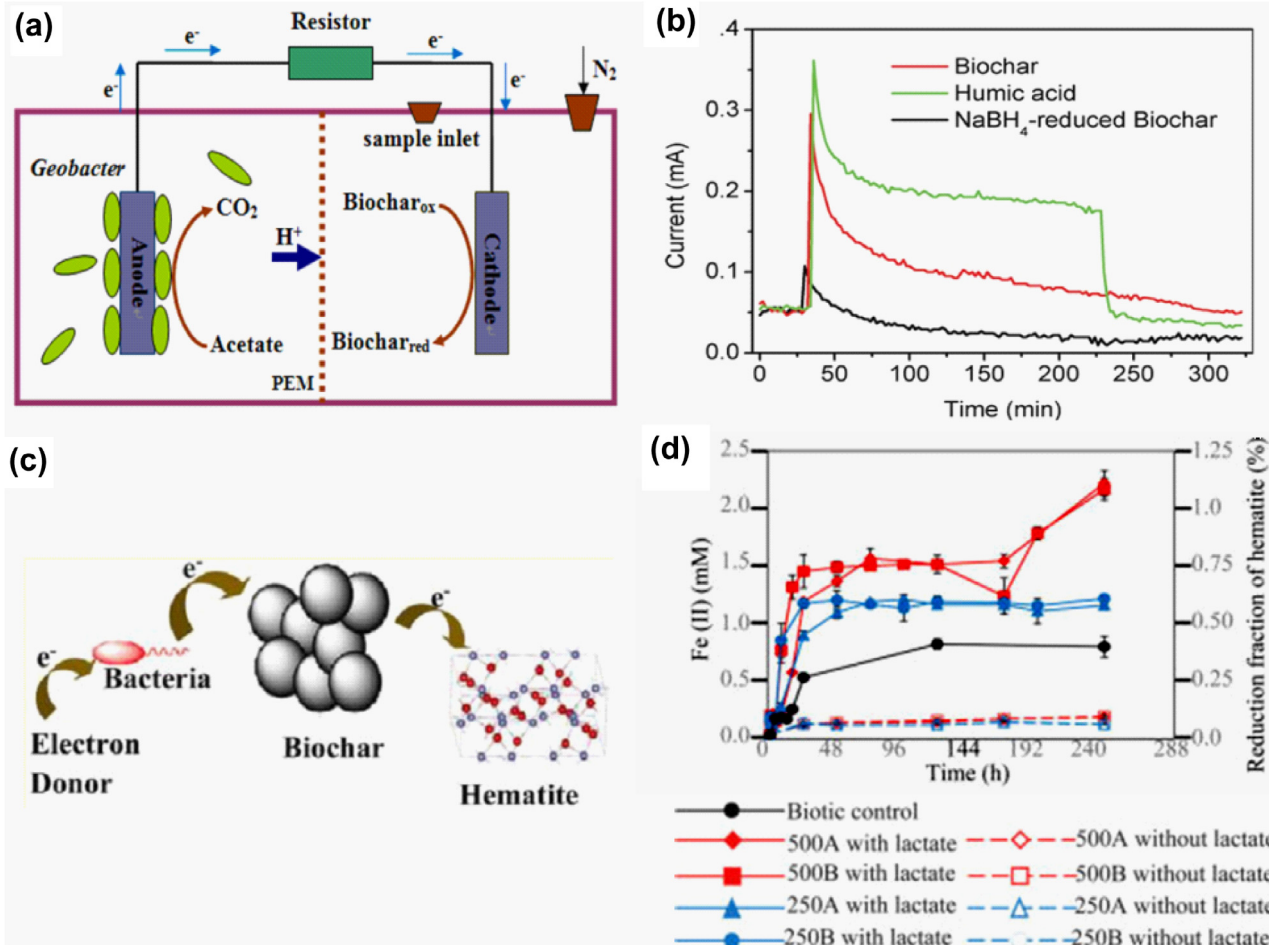 (a)
Resistor
e-
e-
e-
e-
N2
sample inlet
Geobacter
CO2
Biocharox
H+
Anode
Cathode
Acetate
Biocharred
PEM
(b)
.4
0.3
0.2
0.1
0.0
Current (mA)
Biochar
Humic acid
NaBH4-reduced Biochar
0 50 100 150 200 250 300
Time (min)
(c)
e-
e-
e-
Bacteria
Electron
Donor
Biochar
Hematite
(d)
2.5
2.0
1.5
1.0
0.5
0.0
Fe (II) (mM)
1.25
1.0
0.75
0.50
0.25
0.0
Reduction fraction of hematite (%)
0 48 96 144 192 240 288
Time (h)
Biotic control
500A with lactate
500A without lactate
500B with lactate
500B without lactate
250A with lactate
250A without lactate
250B with lactate
250B without lactate